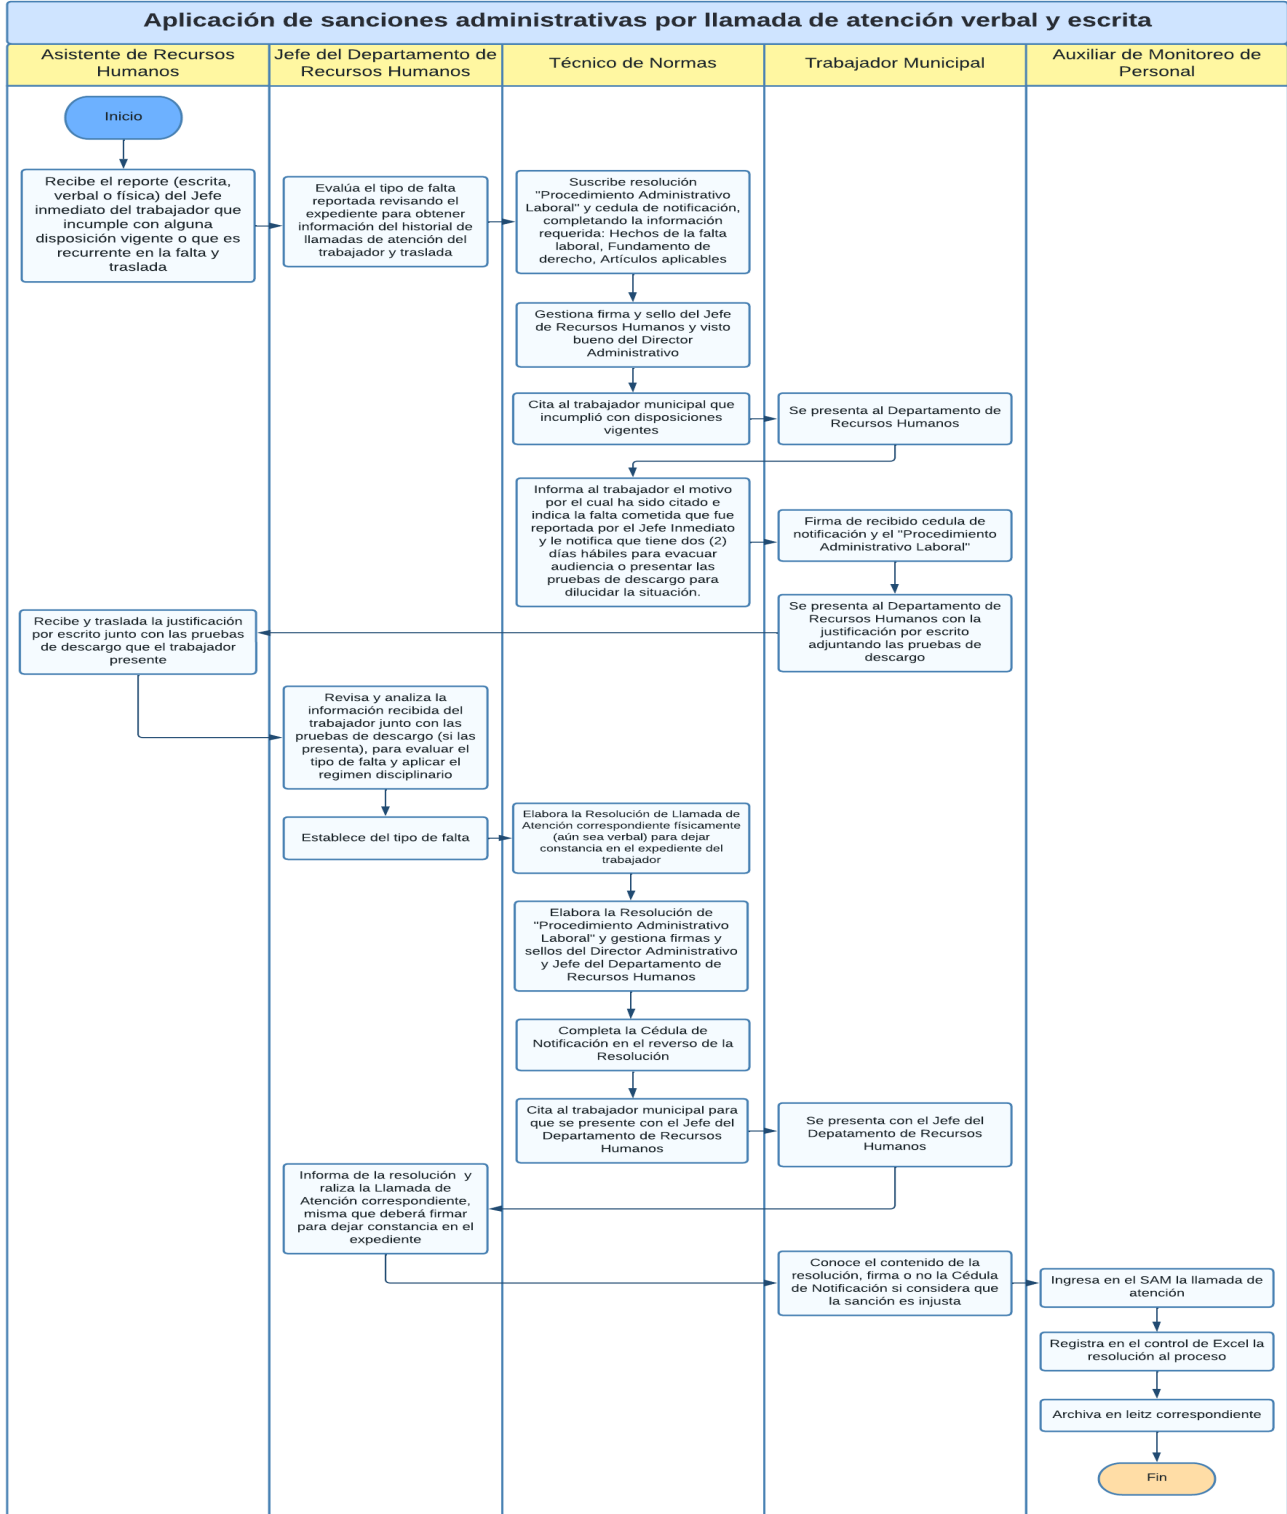 Aplicación de sanciones administrativas por llamada de atención verbal y escrita
Asistente de Recursos
Humanos
Jefe del Departamento de
Recursos Humanos
Técnico de Normas
Trabajador Municipal
Auxiliar de Monitoreo de
Personal
Inicio
Recibe el reporte (escrita,
verbal o física) del Jefe
inmediato del trabajador que
incumple con alguna
disposición vigente o que es
recurrente en la falta y
traslada
Evalúa el tipo de falta
reportada revisando el
expediente para obtener
información del historial de
llamadas de atención del
trabajador y traslada
Suscribe resolución
"Procedimiento Administrativo
Laboral" y cedula de notificación,
completando la información
requerida: Hechos de la falta
laboral, Fundamento de
derecho, Artículos aplicables
Gestiona firma y sello del Jefe
de Recursos Humanos y visto
bueno del Director
Administrativo
Cita al trabajador municipal que
incumplió con disposiciones
vigentes
Se presenta al Departamento de
Recursos Humanos
Informa al trabajador el motivo
por el cual ha sido citado e
indica la falta cometida que fue
reportada por el Jefe Inmediato
y le notifica que tiene dos (2)
días hábiles para evacuar
audiencia o presentar las
pruebas de descargo para
dilucidar la situación.
Firma de recibido cedula de
notificación y el "Procedimiento
Administrativo Laboral"
Se presenta al Departamento de
Recursos Humanos con la
justificación por escrito
adjuntando las pruebas de
descargo
Recibe y traslada la justificación
por escrito junto con las pruebas
de descargo que el trabajador
presente
Revisa y analiza la
información recibida del
trabajador junto con las
pruebas de descargo (si las
presenta), para evaluar el
tipo de falta y aplicar el
regimen disciplinario
Establece del tipo de falta
Elabora la Resolución de Llamada de
Atención correspondiente físicamente
(aún sea verbal) para dejar
constancia en el expediente del
trabajador
Elabora la Resolución de
"Procedimiento Administrativo
Laboral" y gestiona firmas y
sellos del Director Administrativo
y Jefe del Departamento de
Recursos Humanos
Completa la Cédula de
Notificación en el reverso de la
Resolución
Cita al trabajador municipal para
que se presente con el Jefe del
Departamento de Recursos
Humanos
Se presenta con el Jefe del
Depatamento de Recursos
Humanos
Informa de la resolución  y
raliza la Llamada de
Atención correspondiente,
misma que deberá firmar
para dejar constancia en el
expediente
Conoce el contenido de la
resolución, firma o no la Cédula
de Notificación si considera que
la sanción es injusta
Ingresa en el SAM la llamada de
atención
Registra en el control de Excel la
resolución al proceso
Archiva en leitz correspondiente
Fin